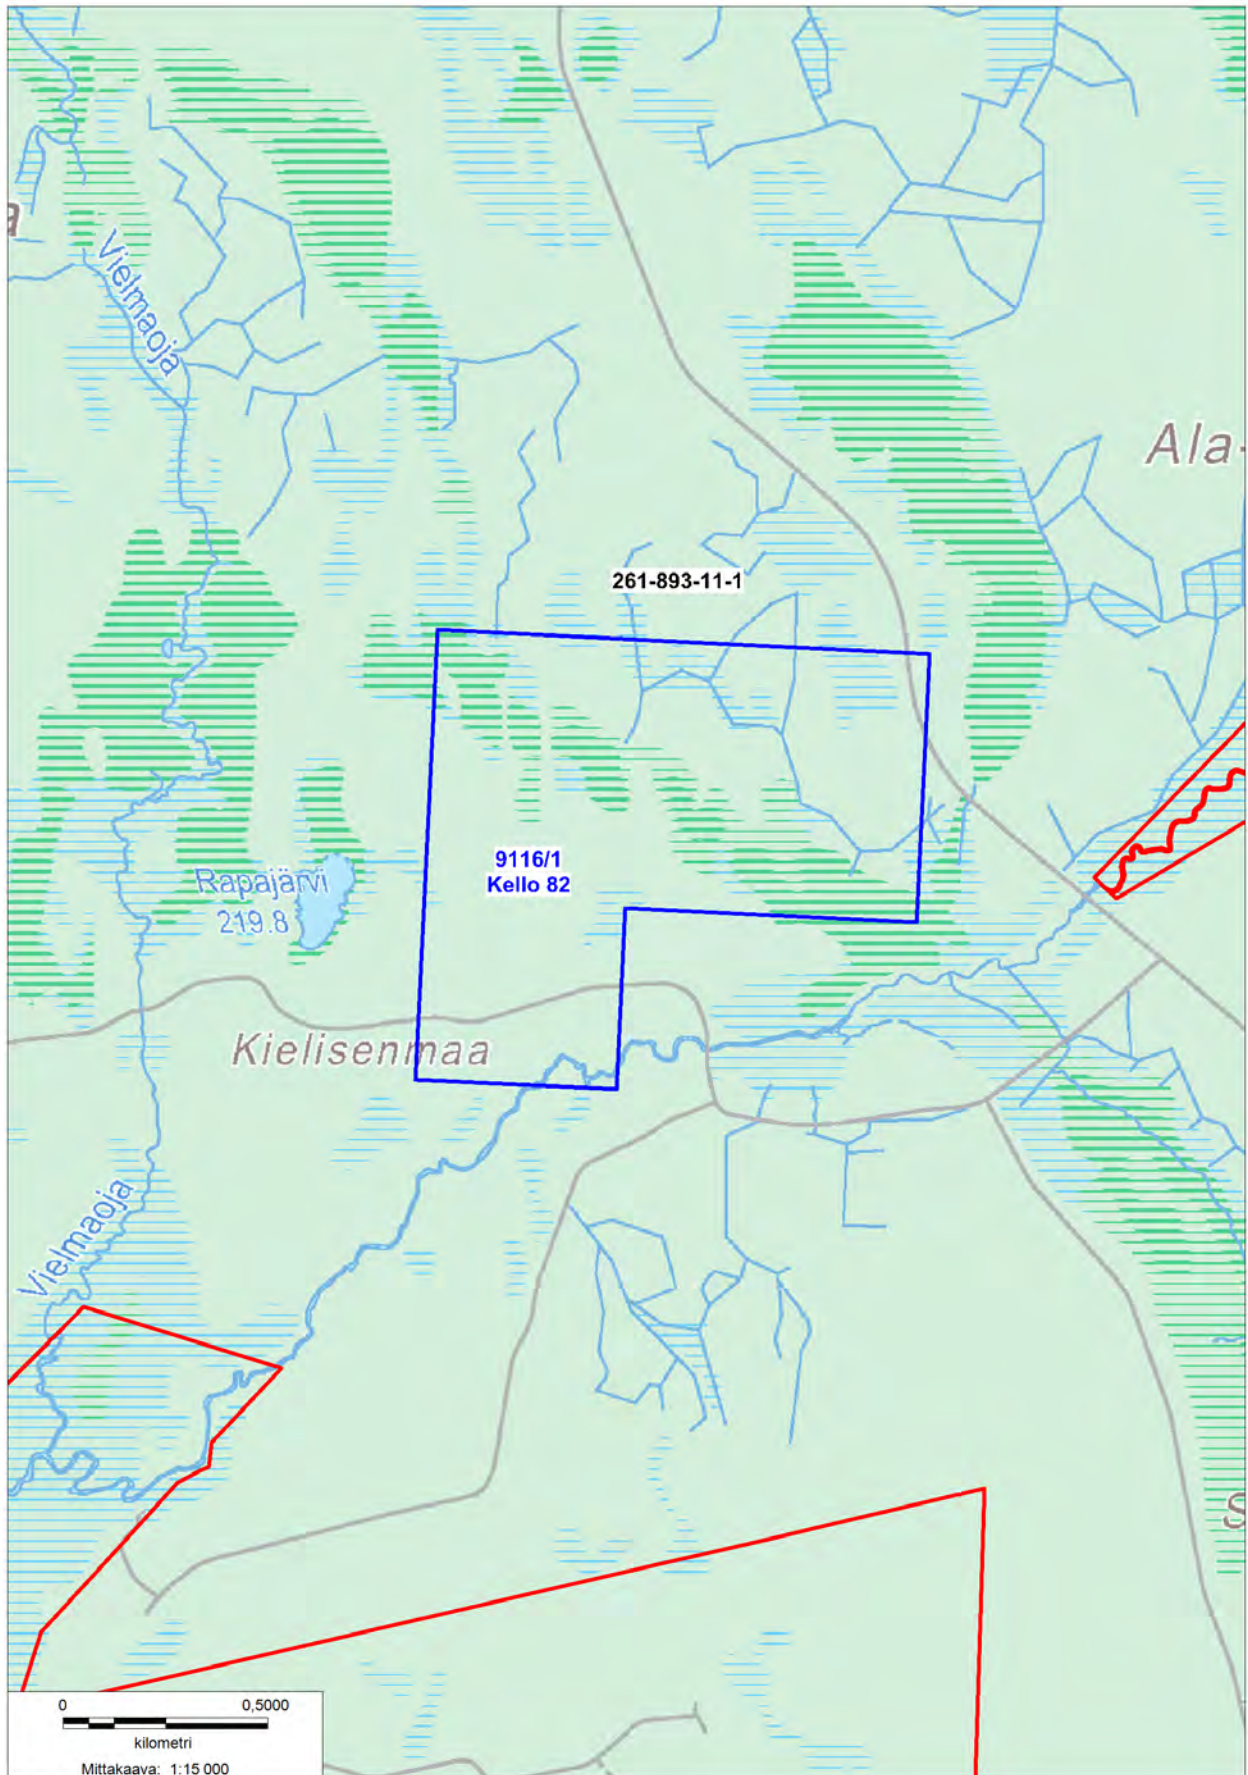 a
Vielmaoja
Ala-
261-893-11-1
9116/1
Kello 82
Rapajärvi
219.8
Kielisenmaa
Vielmaoja
S
0 0,5000
kilometri
Mittakaava: 1:15 000